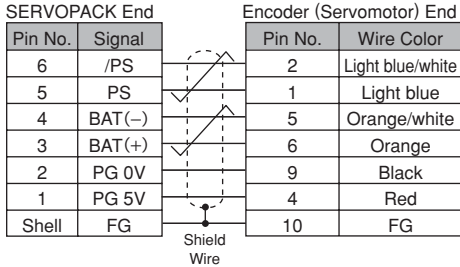 SERVOPACK End Encoder (Servomotor) End
Pin No. Signal Pin No. Wire Color
6 /PS 2 Light blue/white
5 PS 1 Light blue
4 BAT(−) 5 Orange/white
3 BAT(+) 6 Orange
2 PG 0V 9 Black
1 PG 5V 4 Red
Shell FG 10 FG
Shield
Wire